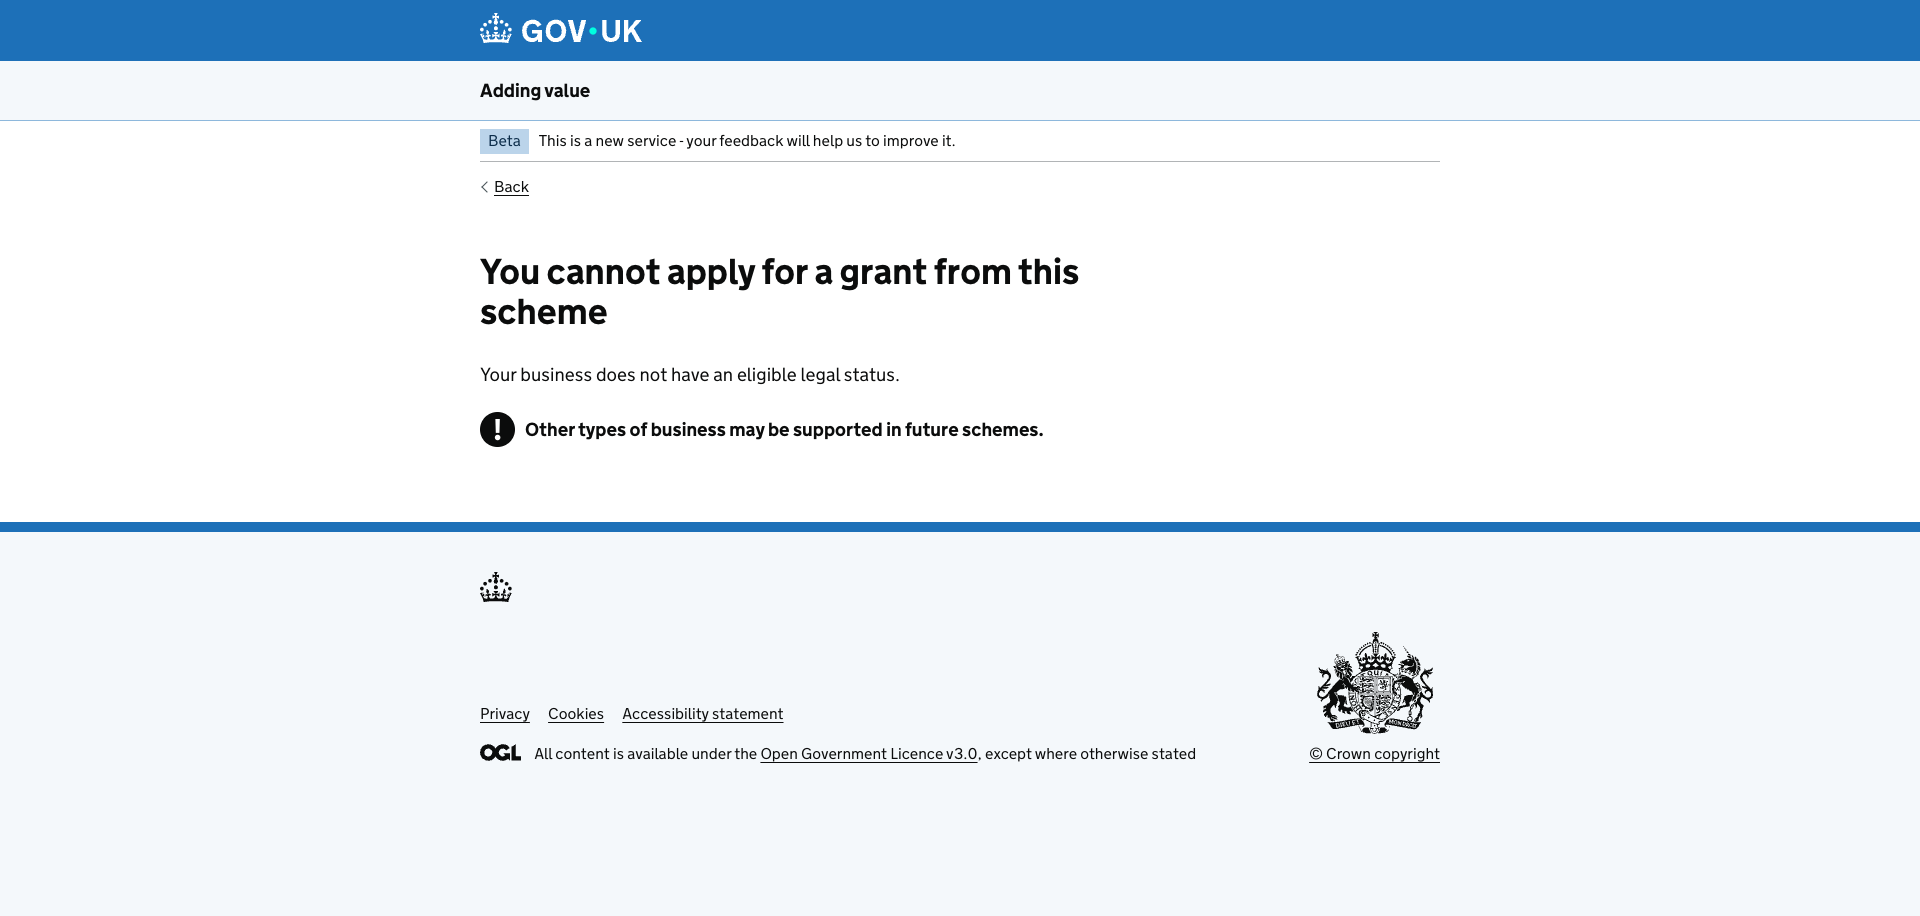 GOV·UK
Adding value
Beta This is a new service - your feedback will help us to improve it.
Back
You cannot apply for a grant from this
scheme
Your business does not have an eligible legal status.
! Other types of business may be supported in future schemes.
Privacy Cookies Accessibility statement
OGL All content is available under the Open Government Licence v3.0, except where otherwise stated
© Crown copyright